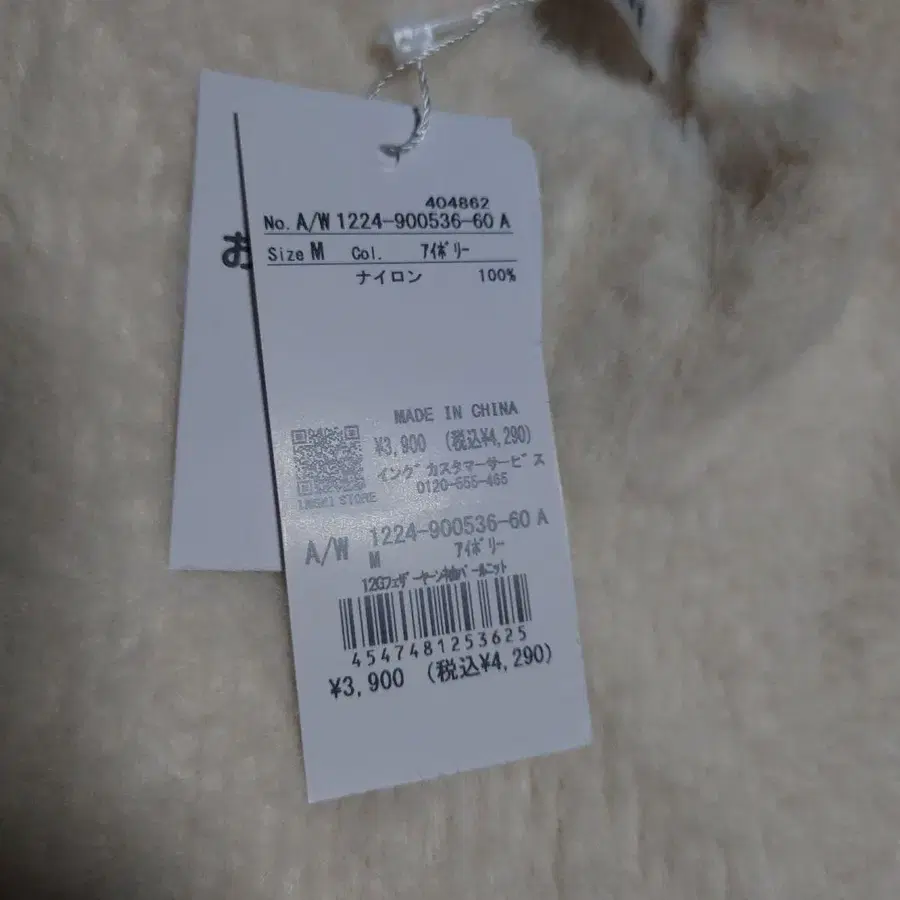 お
404862
No. A/W 1224-900536-60 A
Size M Col. ｱｲﾎﾞﾘｰ
ナイロン 100%
MADE IN CHINA
¥3,900 (税込¥4,290)
イングﾞカスタマーサービス
0120-555-465
INGNI STORE
A/W 1224-900536-60 A
M ｱｲﾎﾞﾘｰ
12Gﾌｪｻﾞｰﾔｰﾝ袖ﾊﾟｰﾙﾆｯﾄ
4547481253625
¥3,900 (税込¥4,290)